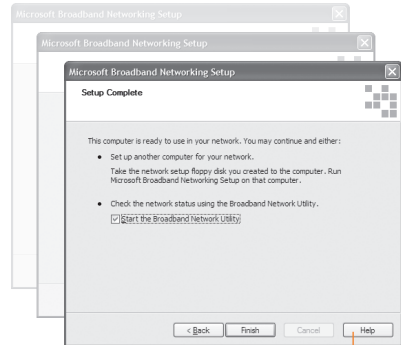 Microsoft Broadband Networking Setup
Microsoft Broadband Networking Setup
Microsoft Broadband Networking Setup
Setup Complete
This computer is ready to use in your network. You may continue and either:
• Set up another computer for your network.
Take the network setup floppy disk you created to the computer. Run
Microsoft Broadband Networking Setup on that computer.
• Check the network status using the Broadband Network Utility.
Start the Broadband Network Utility
< Back Finish Cancel Help